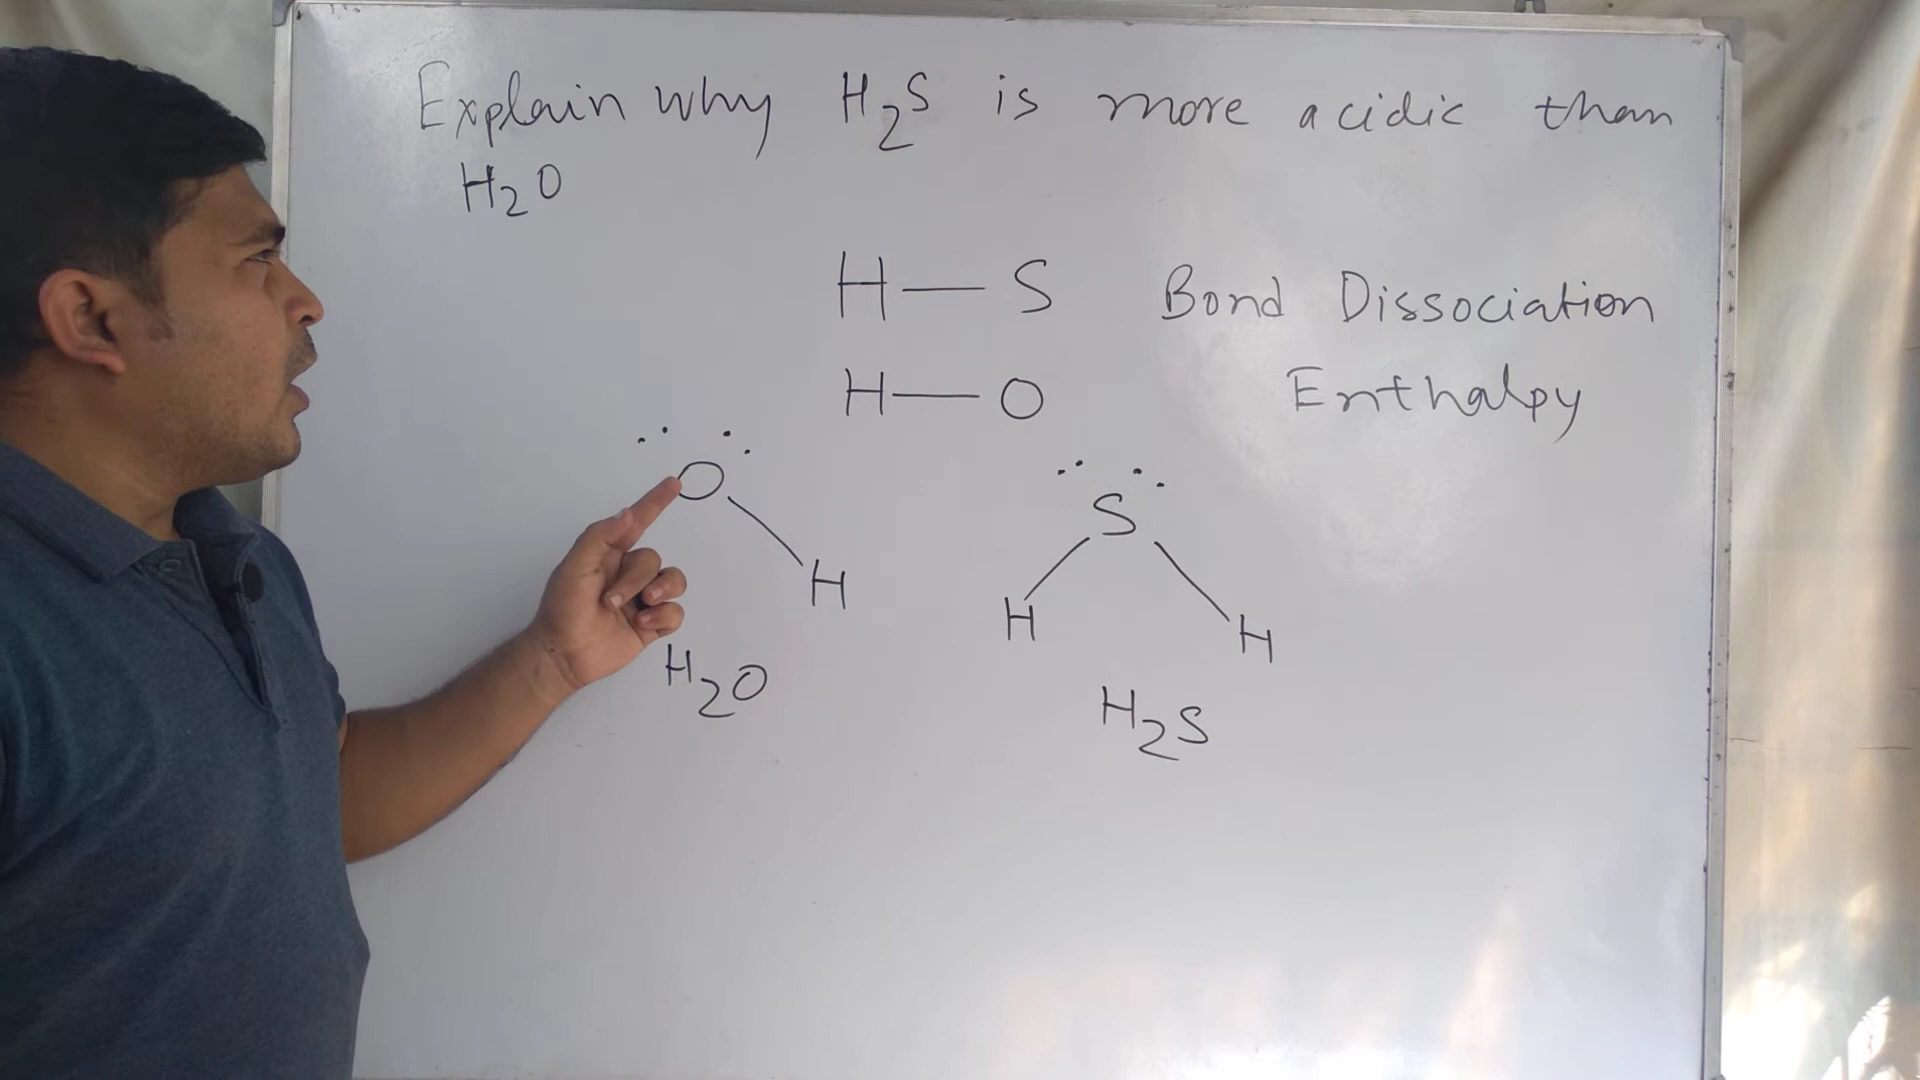 Explain why H2S is more acidic than
H2O
H — S Bond Dissociation
H — O Enthalpy
O S
H H H
H2O H2S